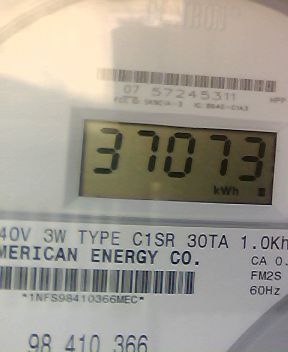 TRON
07 57245311
37073
kWh
40V 3W TYPE C1SR 30TA 1.0Kh
MERICAN ENERGY CO.
CA 0.
FM2S
60Hz
*1NFS98410366MEC*
98 410 366